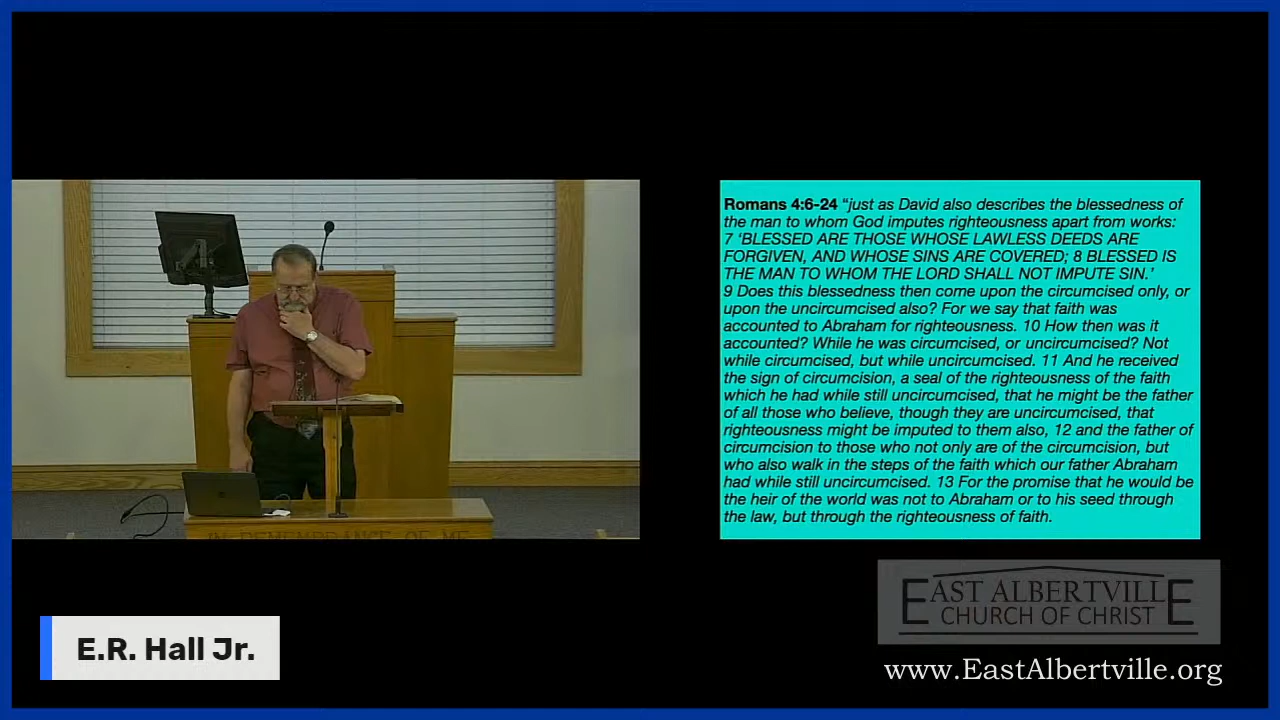 Romans 4:6-24 “just as David also describes the blessedness of
the man to whom God imputes righteousness apart from works:
7 ‘BLESSED ARE THOSE WHOSE LAWLESS DEEDS ARE
FORGIVEN, AND WHOSE SINS ARE COVERED; 8 BLESSED IS
THE MAN TO WHOM THE LORD SHALL NOT IMPUTE SIN.’
9 Does this blessedness then come upon the circumcised only, or
upon the uncircumcised also? For we say that faith was
accounted to Abraham for righteousness. 10 How then was it
accounted? While he was circumcised, or uncircumcised? Not
while circumcised, but while uncircumcised. 11 And he received
the sign of circumcision, a seal of the righteousness of the faith
which he had while still uncircumcised, that he might be the father
of all those who believe, though they are uncircumcised, that
righteousness might be imputed to them also, 12 and the father of
circumcision to those who not only are of the circumcision, but
who also walk in the steps of the faith which our father Abraham
had while still uncircumcised. 13 For the promise that he would be
the heir of the world was not to Abraham or to his seed through
the law, but through the righteousness of faith.
IN REMEMBRANCE OF ME
EAST ALBERTVILLE
CHURCH OF CHRIST
E.R. Hall Jr.
www.EastAlbertville.org